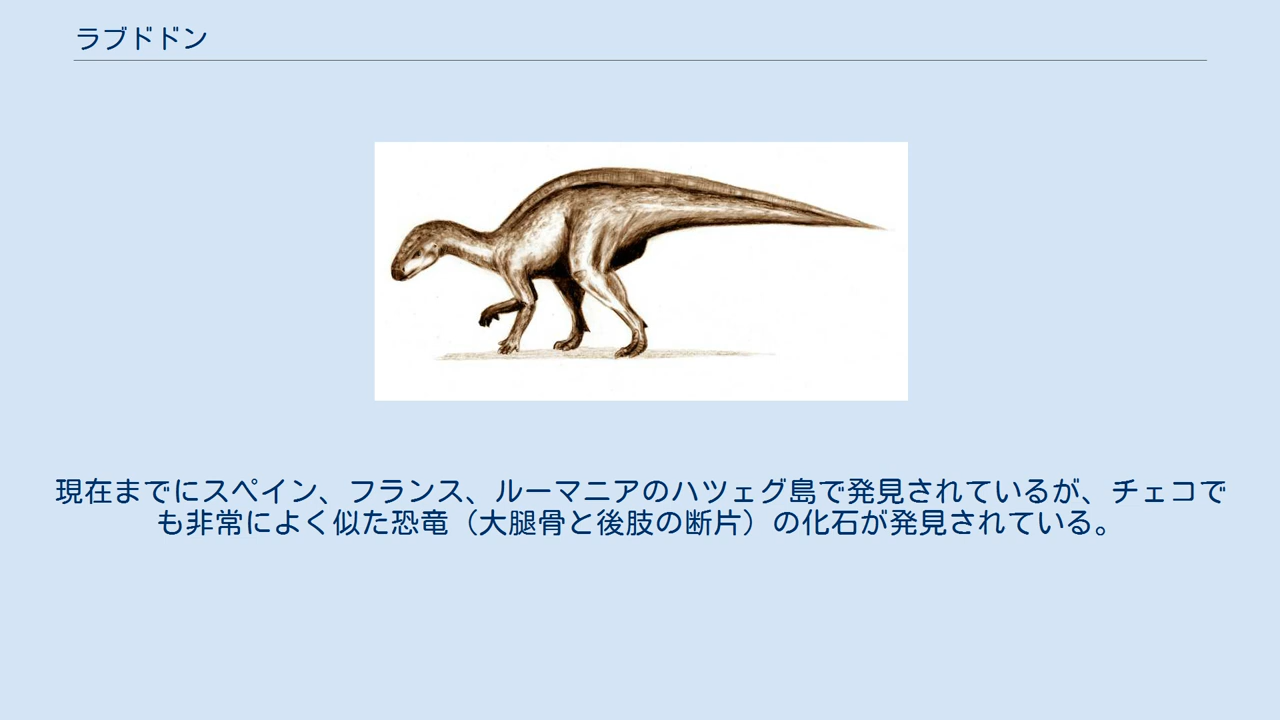 ラブドドン
現在までにスペイン、フランス、ルーマニアのハツェグ島で発見されているが、チェコで
も非常によく似た恐竜（大腿骨と後肢の断片）の化石が発見されている。